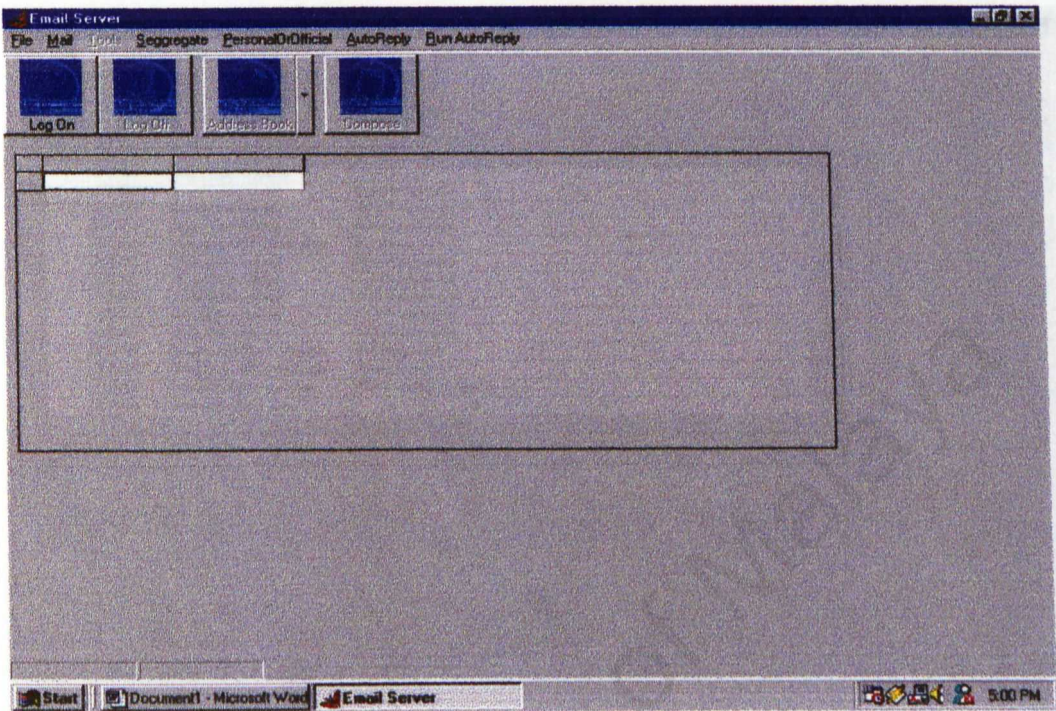 Email Server
File Mail Tools Seggregate PersonalOrOfficial AutoReply Run AutoReply
Log On Log Off Address Book Compose
Start Document1 - Microsoft Word Email Server 5:00 PM